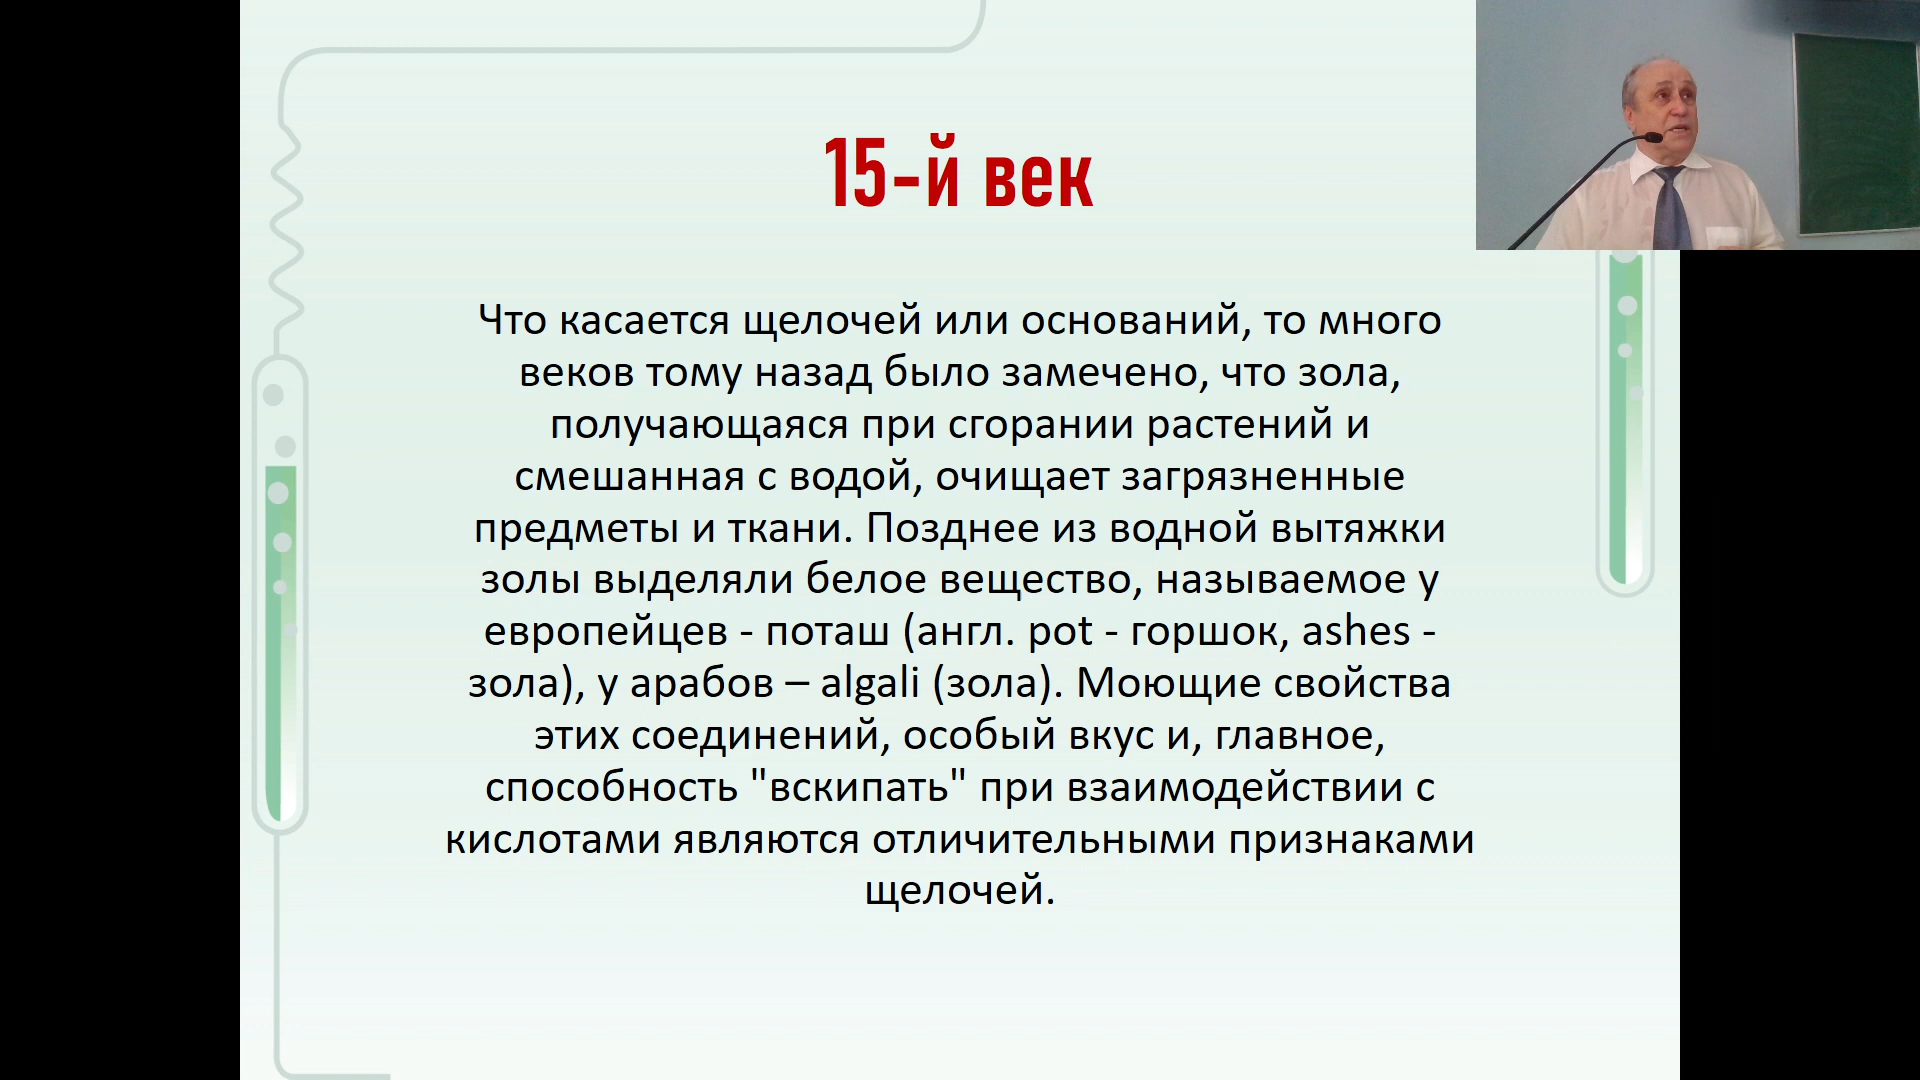 15-й век
Что касается щелочей или оснований, то много
веков тому назад было замечено, что зола,
получающаяся при сгорании растений и
смешанная с водой, очищает загрязненные
предметы и ткани. Позднее из водной вытяжки
золы выделяли белое вещество, называемое у
европейцев - поташ (англ. pot - горшок, ashes -
зола), у арабов – algali (зола). Моющие свойства
этих соединений, особый вкус и, главное,
способность "вскипать" при взаимодействии с
кислотами являются отличительными признаками
щелочей.